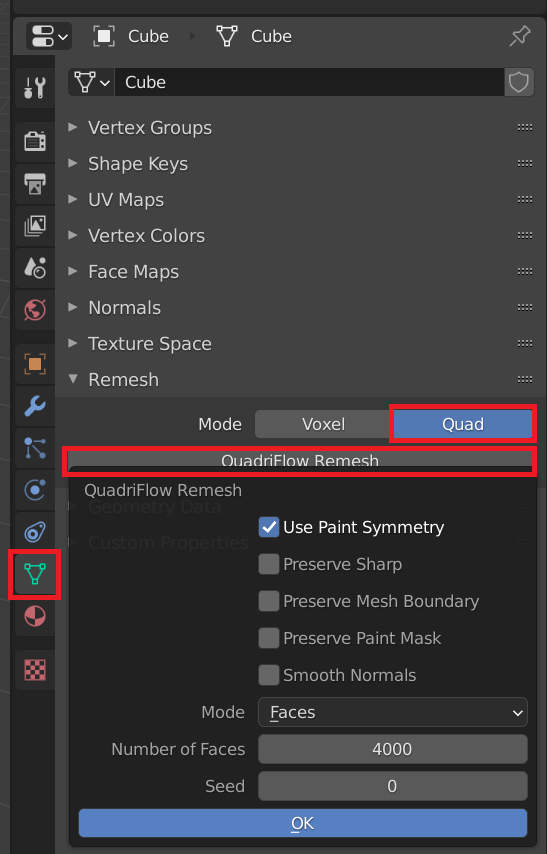 Cube Cube
Cube
Vertex Groups
Shape Keys
UV Maps
Vertex Colors
Face Maps
Normals
Texture Space
Remesh
Mode Voxel Quad
QuadriFlow Remesh
QuadriFlow Remesh
Geometry Data
Use Paint Symmetry
Custom Properties
Preserve Sharp
Preserve Mesh Boundary
Preserve Paint Mask
Smooth Normals
Mode Faces
Number of Faces 4000
Seed 0
OK